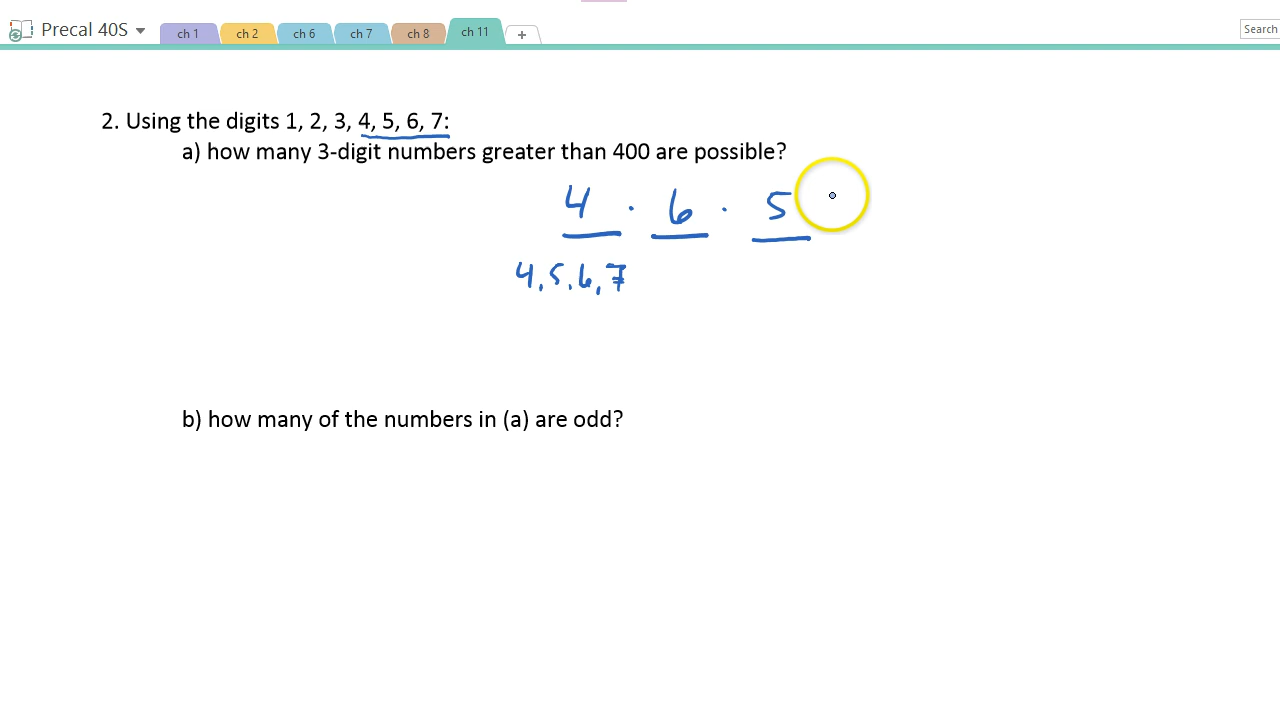 Precal 40S ch 1 ch 2 ch 6 ch 7 ch 8 ch 11 + Search
2. Using the digits 1, 2, 3, 4, 5, 6, 7:
a) how many 3-digit numbers greater than 400 are possible?
4 · 6 · 5
4, 5, 6, 7
b) how many of the numbers in (a) are odd?